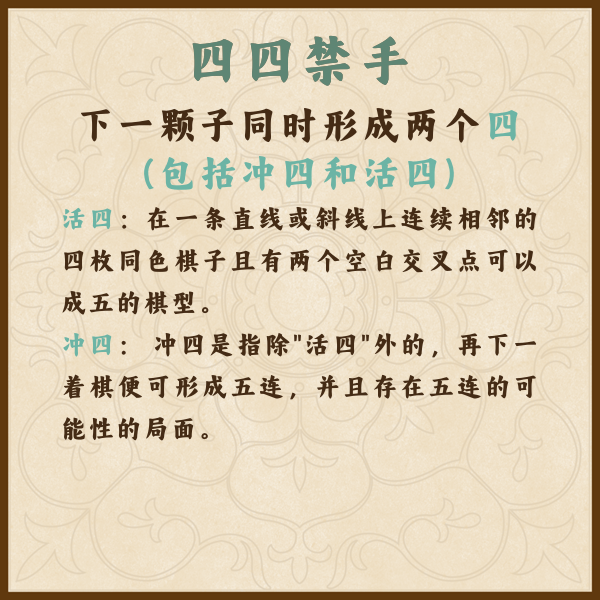 四四禁手
下一颗子同时形成两个四
(包括冲四和活四)
活四：在一条直线或斜线上连续相邻的
四枚同色棋子且有两个空白交叉点可以
成五的棋型。
冲四： 冲四是指除"活四"外的，再下一
着棋便可形成五连，并且存在五连的可
能性的局面。